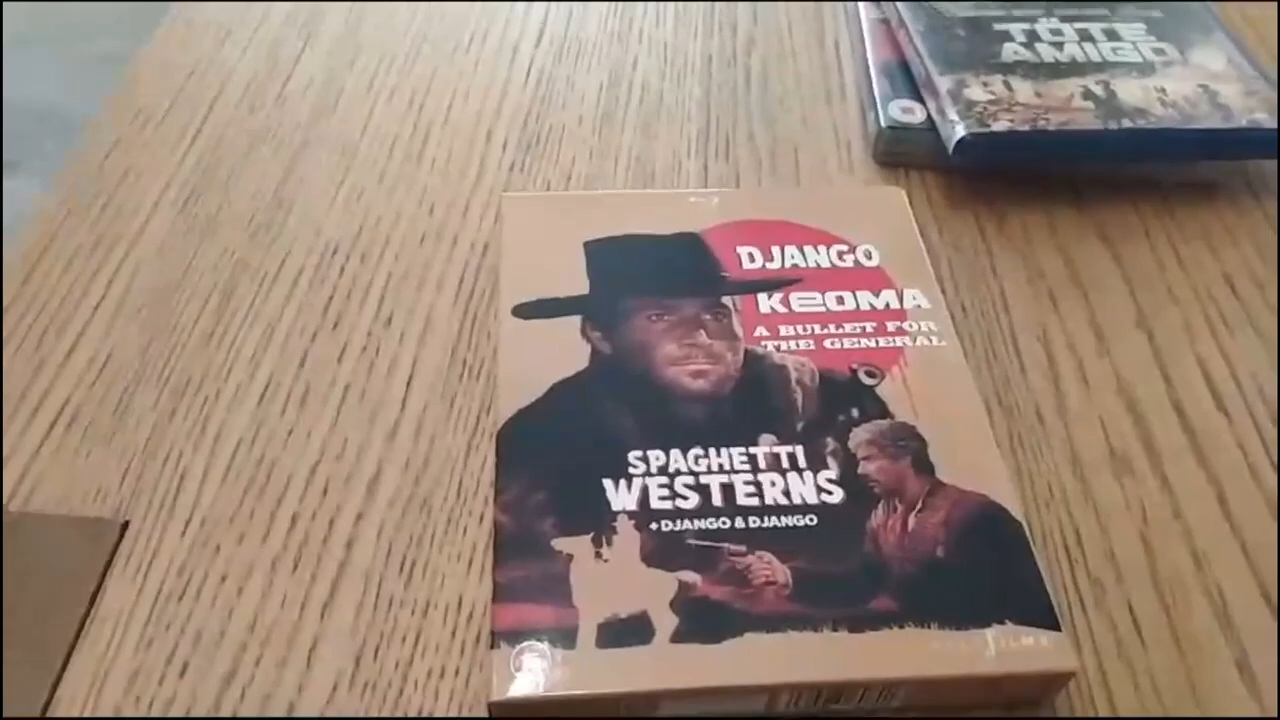 TÖTE
AMIGO
DJANGO
KEOMA
A BULLET FOR
THE GENERAL
SPAGHETTI
WESTERNS
+DJANGO & DJANGO